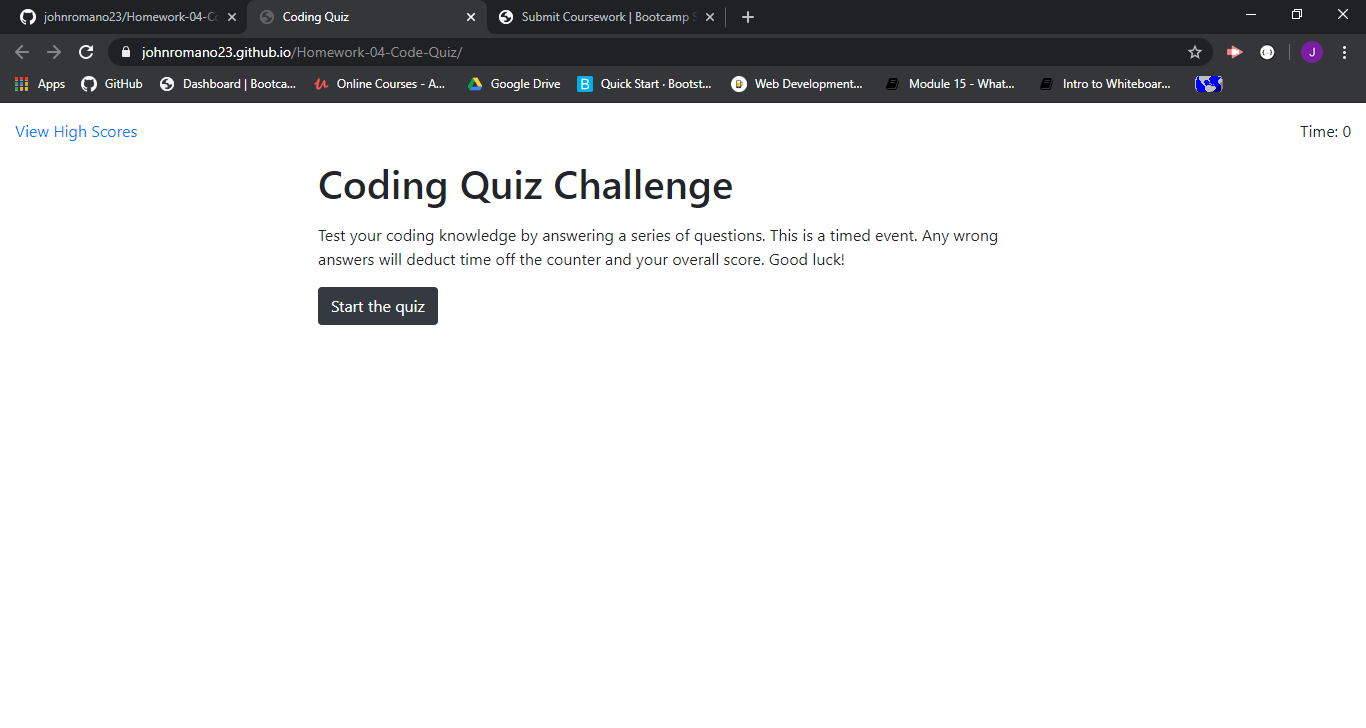 johnromano23/Homework-04-Co
Coding Quiz
Submit Coursework | Bootcamp S
johnromano23.github.io/Homework-04-Code-Quiz/
J
Apps
GitHub
Dashboard | Bootca...
Online Courses - A...
Google Drive
B
Quick Start · Bootst...
Web Development...
Module 15 - What...
Intro to Whiteboar...
View High Scores
Time: 0
Coding Quiz Challenge
Test your coding knowledge by answering a series of questions. This is a timed event. Any wrong
answers will deduct time off the counter and your overall score. Good luck!
Start the quiz